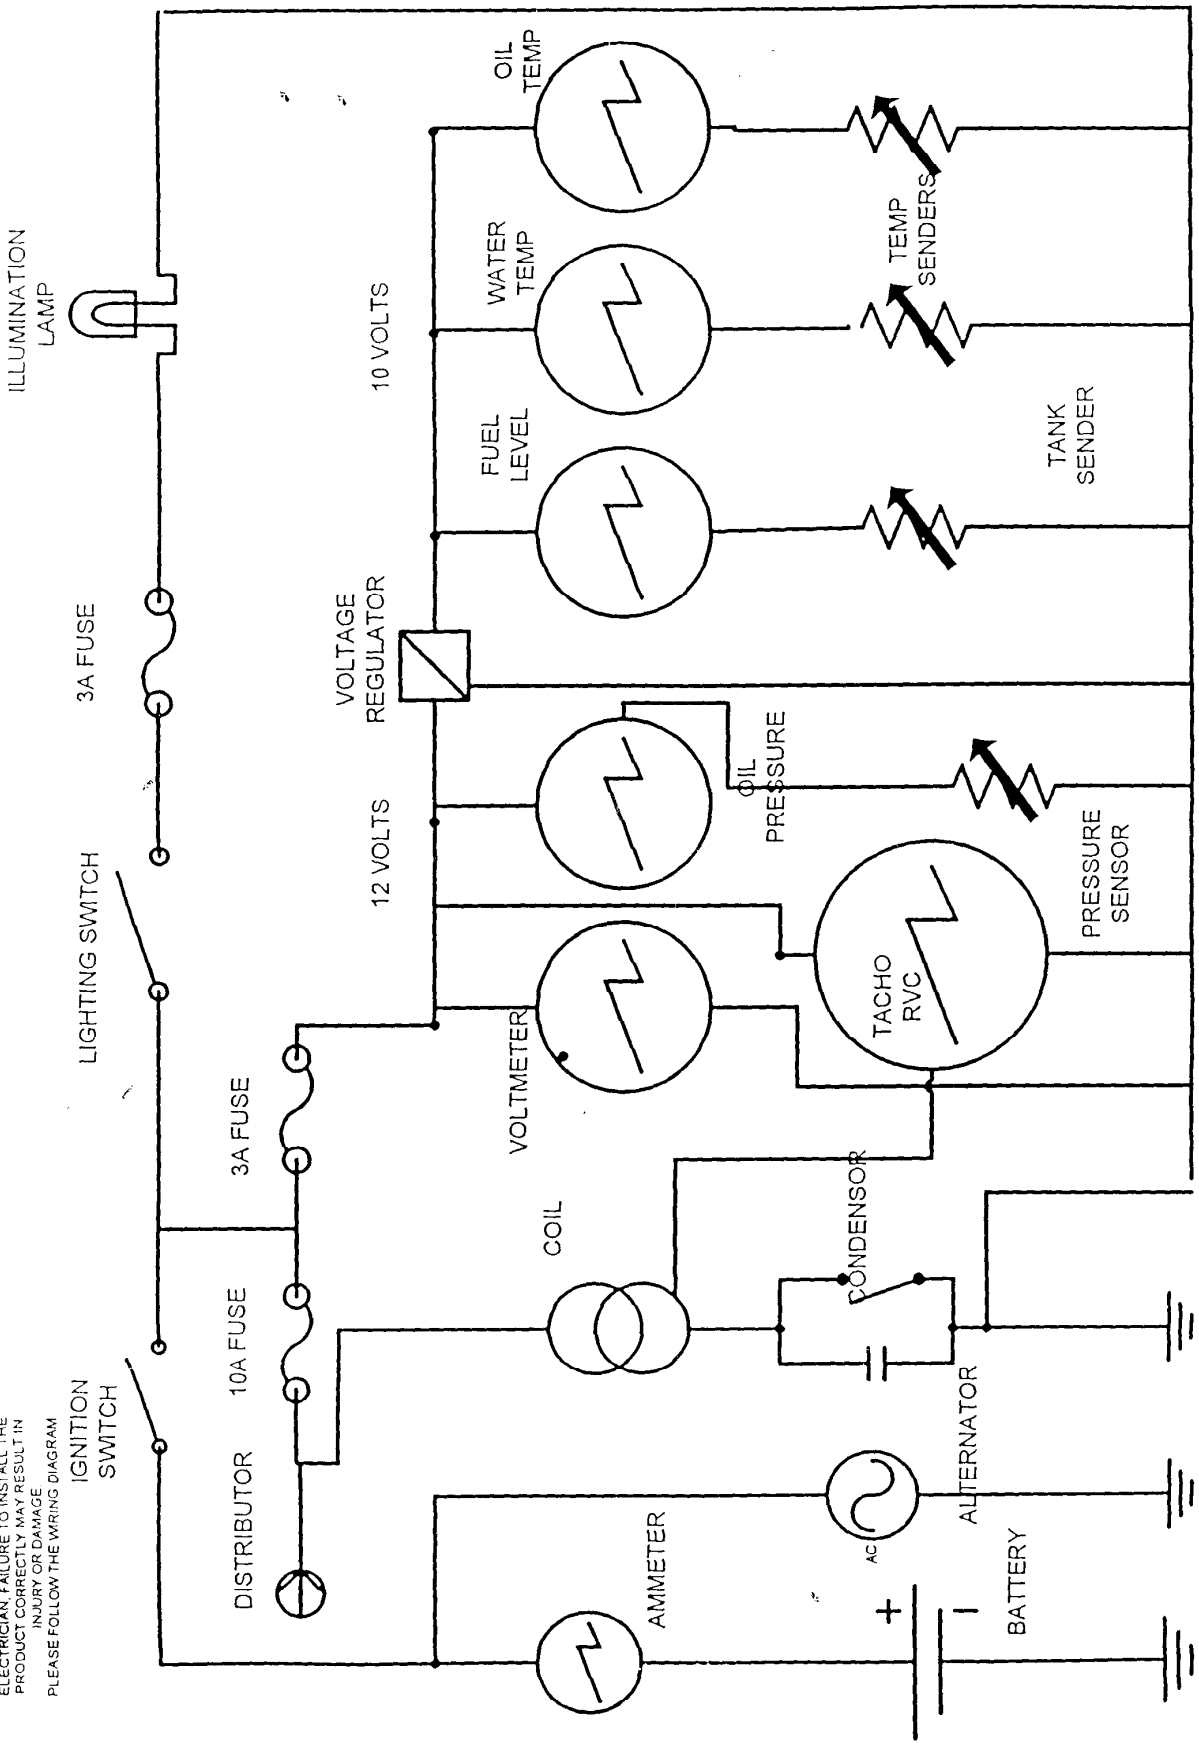 ELECTRICIAN, FAILURE TO INSTALL THE
PRODUCT CORRECTLY MAY RESULT IN
INJURY OR DAMAGE
PLEASE FOLLOW THE WIRING DIAGRAM
IGNITION
SWITCH
LIGHTING SWITCH
3A FUSE
ILLUMINATION
LAMP
DISTRIBUTOR
10A FUSE
3A FUSE
12 VOLTS
VOLTAGE
REGULATOR
10 VOLTS
AMMETER
COIL
VOLTMETER
FUEL
LEVEL
WATER
TEMP
OIL
TEMP
OIL
PRESSURE
AC
ALTERNATOR
CONDENSOR
TACHO
RVC
TEMP
SENDERS
+
–
BATTERY
PRESSURE
SENSOR
TANK
SENDER